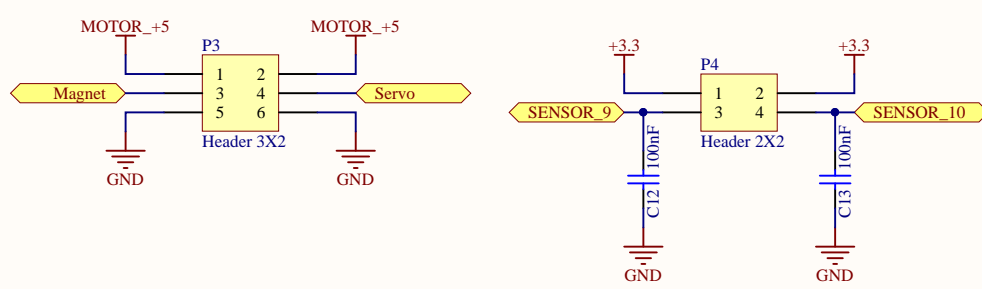 MOTOR_+5
MOTOR_+5
P3
1 2
Magnet
3 4
Servo
5 6
Header 3X2
GND
GND
+3.3
+3.3
P4
1 2
SENSOR_9
3 4
SENSOR_10
Header 2X2
100nF
C12
100nF
C13
GND
GND